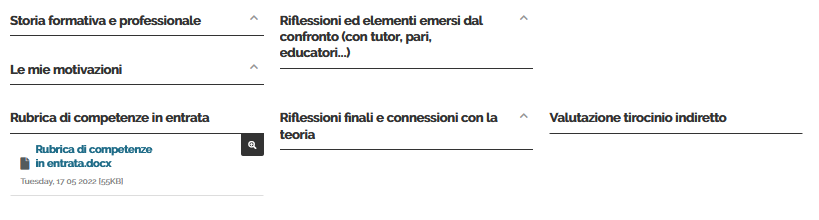 Storia formativa e professionale
Le mie motivazioni
Rubrica di competenze in entrata
Rubrica di competenze
in entrata.docx
Tuesday, 17 05 2022 [55KB]
Riflessioni ed elementi emersi dal
confronto (con tutor, pari,
educatori...)
Riflessioni finali e connessioni con la
teoria
Valutazione tirocinio indiretto